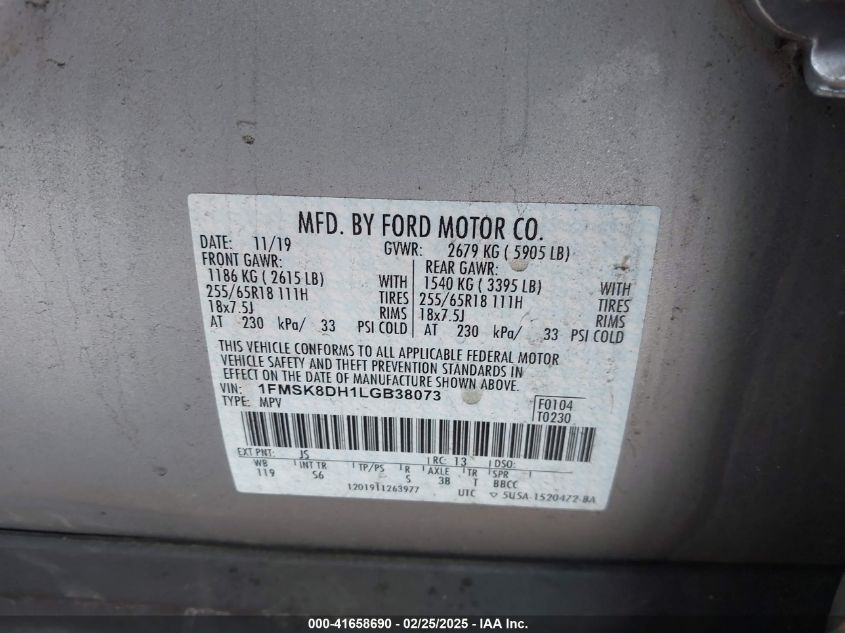 MFD. BY FORD MOTOR CO.
DATE: 11/19 GVWR: 2679 KG ( 5905 LB)
FRONT GAWR: REAR GAWR:
1186 KG ( 2615 LB) WITH 1540 KG ( 3395 LB) WITH
255/65R18 111H TIRES 255/65R18 111H TIRES
18x7.5J RIMS 18x7.5J RIMS
AT 230 kPa/ 33 PSI COLD AT 230 kPa/ 33 PSI COLD
THIS VEHICLE CONFORMS TO ALL APPLICABLE FEDERAL MOTOR
VEHICLE SAFETY AND THEFT PREVENTION STANDARDS IN
EFFECT ON THE DATE OF MANUFACTURE SHOWN ABOVE.
VIN: 1FMSK8DH1LGB38073
TYPE: MPV
F0104
T0230
EXT PNT: JS RC: 13 DSO:
WB INT TR TP/PS R AXLE TR SPR
119 S6 S 3B T BBCC
1201911263977 UTC ▽ 5USA-1520472-BA
000-41658690 - 02/25/2025 - IAA Inc.